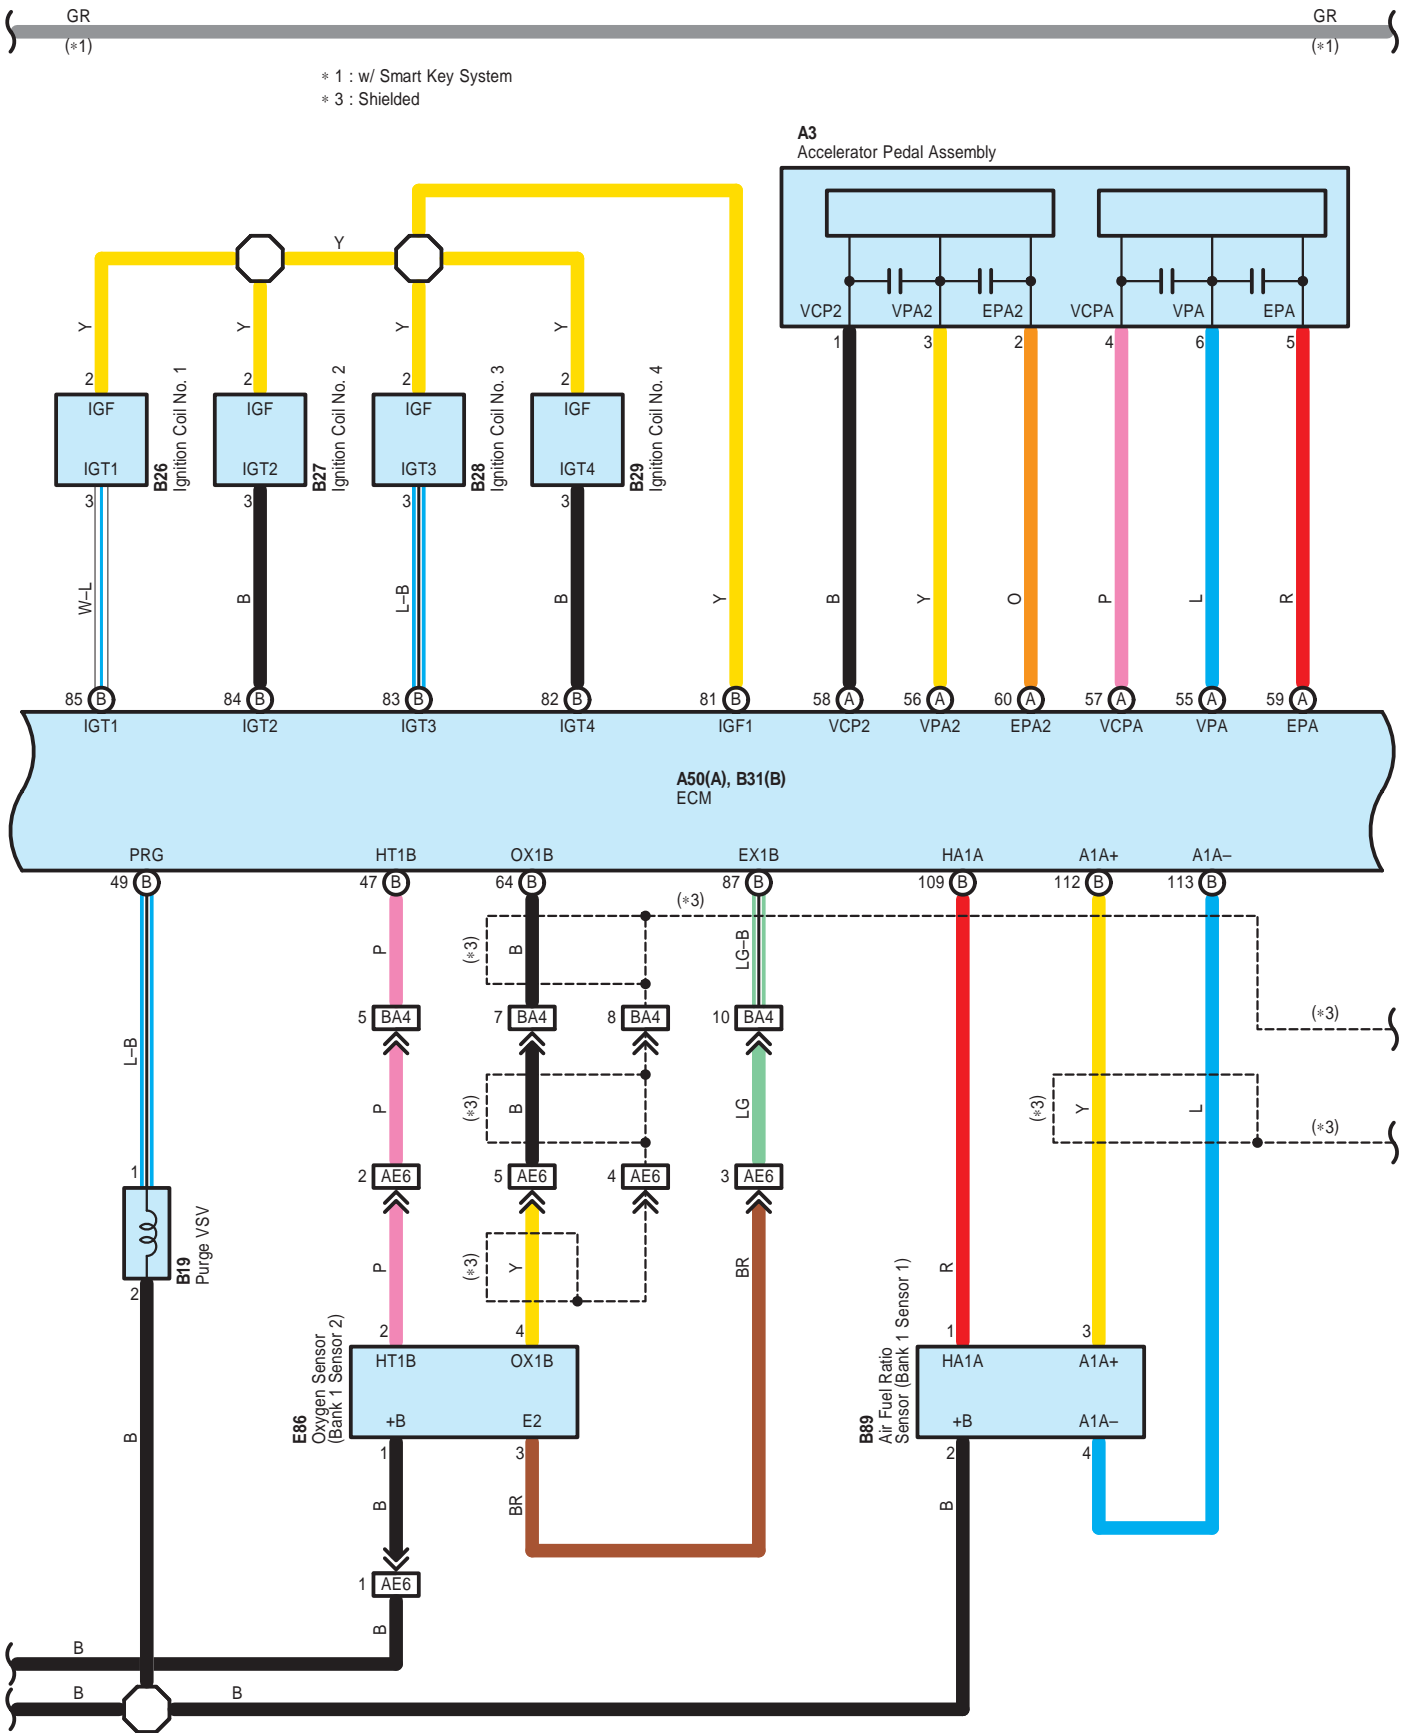 GR GR
(*1) (*1)
* 1 : w/ Smart Key System
* 3 : Shielded
A3
Accelerator Pedal Assembly
Y
VCP2 VPA2 EPA2 VCPA VPA EPA
1 3 2 4 6 5
Y Y Y Y
2 2 2 2
IGF IGF IGF IGF
IGT1 IGT2 IGT3 IGT4
B26
Ignition Coil No. 1
B27
Ignition Coil No. 2
B28
Ignition Coil No. 3
B29
Ignition Coil No. 4
3 3 3 3
W–L B L–B B Y B Y O P L R
85 B 84 B 83 B 82 B 81 B 58 A 56 A 60 A 57 A 55 A 59 A
IGT1 IGT2 IGT3 IGT4 IGF1 VCP2 VPA2 EPA2 VCPA VPA EPA
A50(A), B31(B)
ECM
PRG HT1B OX1B EX1B HA1A A1A+ A1A–
49 B 47 B 64 B 87 B 109 B 112 B 113 B
(*3)
P (*3) B LG–B
5 BA4 7 BA4 8 BA4 10 BA4 (*3)
L–B
P (*3) B LG (*3) Y L
(*3)
1
2 AE6 5 AE6 4 AE6 3 AE6
B19
Purge VSV
2
P (*3) Y BR R
2 4 1 3
HT1B OX1B HA1A A1A+
+B E2 +B A1A–
E86
Oxygen Sensor
(Bank 1 Sensor 2)
B89
Air Fuel Ratio
Sensor (Bank 1 Sensor 1)
1 3 2 4
B B BR B
1 AE6
B
B
B B